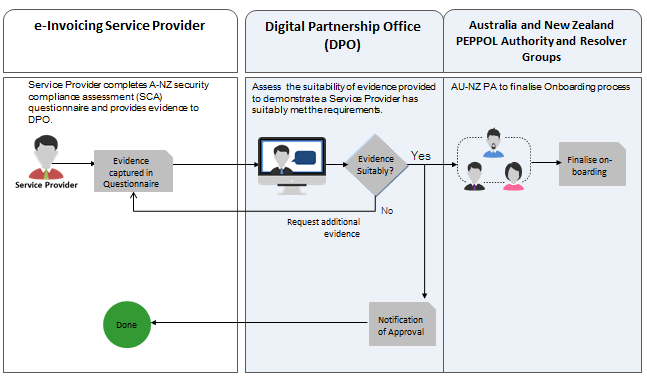 e-Invoicing Service Provider
Digital Partnership Office
(DPO)
Australia and New Zealand
PEPPOL Authority and Resolver
Groups
Service Provider completes A-NZ security
compliance assessment (SCA)
questionnaire and provides evidence to
DPO.
Assess the suitability of evidence provided
to demonstrate a Service Provider has
suitably met the requirements.
AU-NZ PA to finalise Onboarding process
Service Provider
Evidence
captured in
Questionnaire
Evidence
Suitably?
Yes
Finalise on-
boarding
No
Request additional
evidence
Done
Notification
of Approval